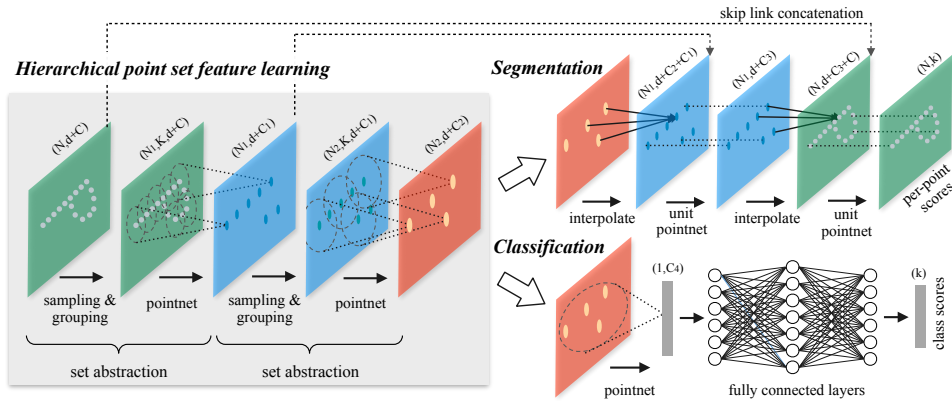 skip link concatenation
Hierarchical point set feature learning
(N,d+C)
(N1,K,d+C)
(N1,d+C1)
(N2,K,d+C1)
(N2,d+C2)
sampling &
grouping
pointnet
sampling &
grouping
pointnet
set abstraction
set abstraction
Segmentation
(N1,d+C2+C1)
(N1,d+C3)
(N,d+C3+C)
(N,k)
interpolate
unit
pointnet
interpolate
unit
pointnet
per-point
scores
Classification
(1,C4)
(k)
pointnet
fully connected layers
class scores